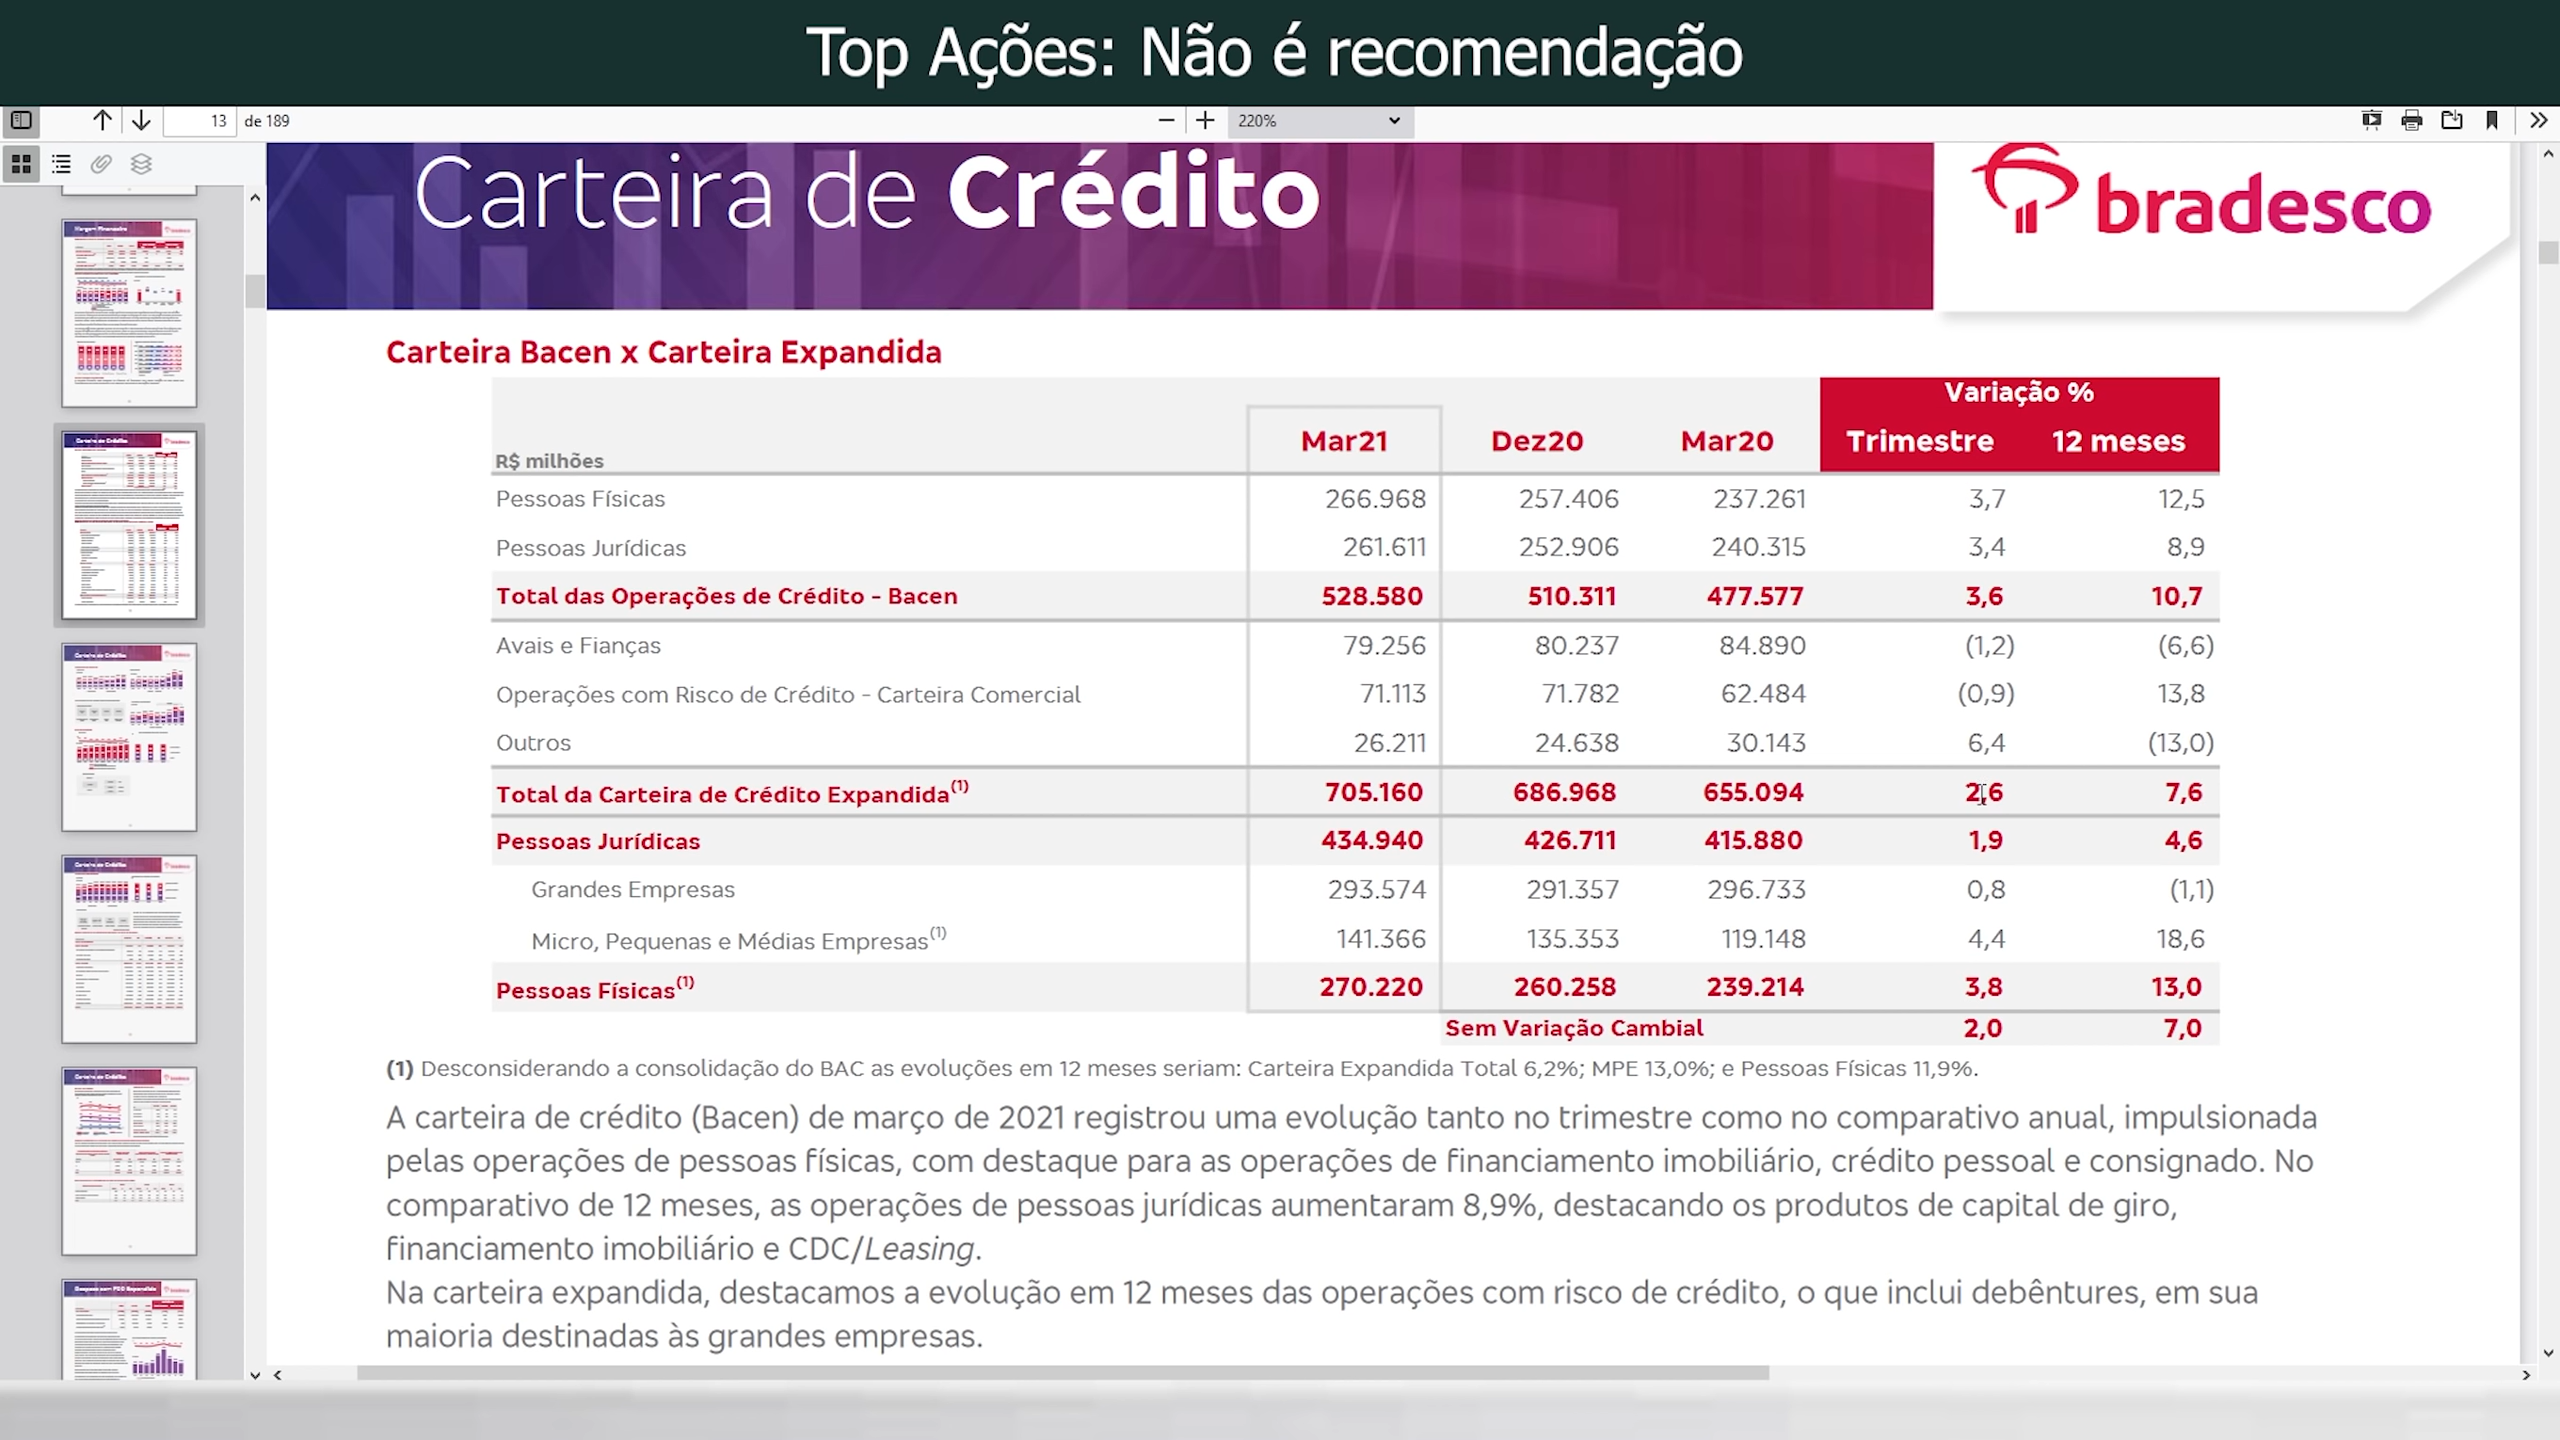 Top Ações: Não é recomendação
13 de 189
220%
Carteira de Crédito
bradesco
Carteira Bacen x Carteira Expandida
Variação %
R$ milhões Mar21 Dez20 Mar20 Trimestre 12 meses
Pessoas Físicas 266.968 257.406 237.261 3,7 12,5
Pessoas Jurídicas 261.611 252.906 240.315 3,4 8,9
Total das Operações de Crédito - Bacen 528.580 510.311 477.577 3,6 10,7
Avais e Fianças 79.256 80.237 84.890 (1,2) (6,6)
Operações com Risco de Crédito - Carteira Comercial 71.113 71.782 62.484 (0,9) 13,8
Outros 26.211 24.638 30.143 6,4 (13,0)
Total da Carteira de Crédito Expandida(1) 705.160 686.968 655.094 2,6 7,6
Pessoas Jurídicas 434.940 426.711 415.880 1,9 4,6
Grandes Empresas 293.574 291.357 296.733 0,8 (1,1)
Micro, Pequenas e Médias Empresas(1) 141.366 135.353 119.148 4,4 18,6
Pessoas Físicas(1) 270.220 260.258 239.214 3,8 13,0
Sem Variação Cambial 2,0 7,0
(1) Desconsiderando a consolidação do BAC as evoluções em 12 meses seriam: Carteira Expandida Total 6,2%; MPE 13,0%; e Pessoas Físicas 11,9%.
A carteira de crédito (Bacen) de março de 2021 registrou uma evolução tanto no trimestre como no comparativo anual, impulsionada
pelas operações de pessoas físicas, com destaque para as operações de financiamento imobiliário, crédito pessoal e consignado. No
comparativo de 12 meses, as operações de pessoas jurídicas aumentaram 8,9%, destacando os produtos de capital de giro,
financiamento imobiliário e CDC/Leasing.
Na carteira expandida, destacamos a evolução em 12 meses das operações com risco de crédito, o que inclui debêntures, em sua
maioria destinadas às grandes empresas.